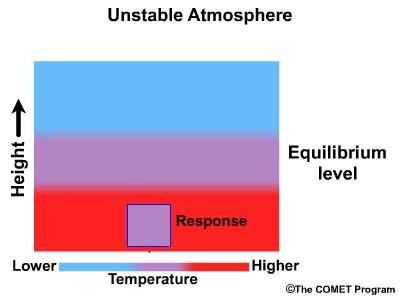 Unstable Atmosphere
Height
Equilibrium
level
Response
Lower
Higher
Temperature
©The COMET Program